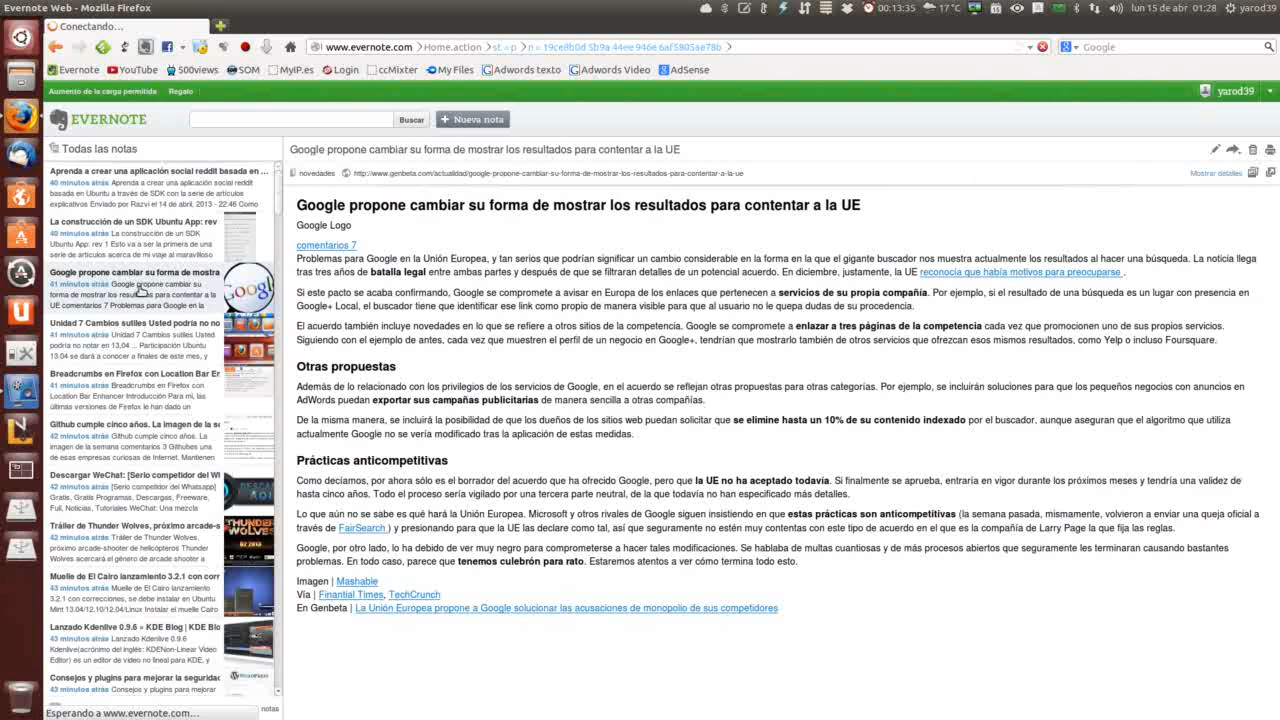 Evernote Web - Mozilla Firefox
00:13:35
17 °C
lun 15 de abr 01:28
yarod39
Conectando…
www.evernote.com
Home.action
Google
Evernote
YouTube
500views
SOM
MyIP.es
Login
ccMixter
My Files
Adwords texto
Adwords Video
AdSense
Aumento de la carga permitida
Regalo
yarod39
EVERNOTE
Buscar
Nueva nota
Todas las notas
Aprenda a crear una aplicación social reddit basada en ...
40 minutos atrás Aprenda a crear una aplicación social reddit
basada en Ubuntu a través de SDK con la serie de artículos
explicativos Enviado por Razvi el 14 de abril, 2013 - 22:46 Como
La construcción de un SDK Ubuntu App: rev
40 minutos atrás La construcción de un SDK
Ubuntu App: rev 1 Esto va a ser la primera de una
serie de artículos acerca de mi viaje al maravilloso
Google propone cambiar su forma de mostra
41 minutos atrás Google propone cambiar su
forma de mostrar los resultados para contentar a la
UE comentarios 7 Problemas para Google en la
Unidad 7 Cambios sutiles Usted podría no no
41 minutos atrás Unidad 7 Cambios sutiles Usted
podría no notar en 13,04 ... Participación Ubuntu
13.04 se dará a conocer a finales de este mes, y
Breadcrumbs en Firefox con Location Bar En
41 minutos atrás Breadcrumbs en Firefox con
Location Bar Enhancer Introducción Para mi, las
últimas versiones de Firefox le han dado un
Github cumple cinco años. La imagen de la se
42 minutos atrás Github cumple cinco años. La
imagen de la semana comentarios 3 Githubes una
de esas empresas curiosas de Internet. Mantienen
Descargar WeChat: [Serio competidor del Wl
42 minutos atrás [Serio competidor del Whatsapp]
Gratis, Gratis Programas, Descargas, Freeware,
Full, Noticias, Tutoriales WeChat: Una mezcla
Tráiler de Thunder Wolves, próximo arcade-s
42 minutos atrás Tráiler de Thunder Wolves,
próximo arcade-shooter de helicópteros Thunder
Wolves acercará el género de arcade shooter a
Muelle de El Cairo lanzamiento 3.2.1 con corr
43 minutos atrás Muelle de El Cairo lanzamiento
3.2.1 con correcciones, se debe instalar en Ubuntu
Mint 13.04/12.10/12.04/Linux Instalar el muelle Cairo
Lanzado Kdenlive 0.9.6 » KDE Blog | KDE Blo
43 minutos atrás Lanzado Kdenlive 0.9.6
Kdenlive(acrónimo del inglés: KDENon-Linear Video
Editor) es un editor de video no lineal para KDE, y
Consejos y plugins para mejorar la seguridad
43 minutos atrás Consejos y plugins para mejorar
notas
Esperando a www.evernote.com…
Google propone cambiar su forma de mostrar los resultados para contentar a la UE
novedades
http://www.genbeta.com/actualidad/google-propone-cambiar-su-forma-de-mostrar-los-resultados-para-contentar-a-la-ue
Mostrar detalles
Google propone cambiar su forma de mostrar los resultados para contentar a la UE
Google Logo
comentarios 7
Problemas para Google en la Unión Europea, y tan serios que podrían significar un cambio considerable en la forma en la que el gigante buscador nos muestra actualmente los resultados al hacer una búsqueda. La noticia llega
tras tres años de batalla legal entre ambas partes y después de que se filtraran detalles de un potencial acuerdo. En diciembre, justamente, la UE reconocía que había motivos para preocuparse .
Si este pacto se acaba confirmando, Google se compromete a avisar en Europa de los enlaces que pertenezcan a servicios de su propia compañía. Por ejemplo, si el resultado de una búsqueda es un lugar con presencia en
Google+ Local, el buscador tiene que identificar ese link como propio de manera visible para que al usuario no le quepa dudas de su procedencia.
El acuerdo también incluye novedades en lo que se refiere a otros sitios de la competencia. Google se compromete a enlazar a tres páginas de la competencia cada vez que promocionen uno de sus propios servicios.
Siguiendo con el ejemplo de antes, cada vez que muestren el perfil de un negocio en Google+, tendrían que mostrarlo también de otros servicios que ofrezcan esos mismos resultados, como Yelp o incluso Foursquare.
Otras propuestas
Además de lo relacionado con los privilegios de los servicios de Google, en el acuerdo se reflejan otras propuestas para otras categorías. Por ejemplo, se incluirán soluciones para que los pequeños negocios con anuncios en
AdWords puedan exportar sus campañas publicitarias de manera sencilla a otras compañías.
De la misma manera, se incluirá la posibilidad de que los dueños de los sitios web puedan solicitar que se elimine hasta un 10% de su contenido indexado por el buscador, aunque aseguran que el algoritmo que utiliza
actualmente Google no se vería modificado tras la aplicación de estas medidas.
Prácticas anticompetitivas
Como decíamos, por ahora sólo es el borrador del acuerdo que ha ofrecido Google, pero que la UE no ha aceptado todavía. Si finalmente se aprueba, entraría en vigor durante los próximos meses y tendría una validez de
hasta cinco años. Todo el proceso sería vigilado por una tercera parte neutral, de la que todavía no han especificado más detalles.
Lo que aún no se sabe es qué hará la Unión Europea. Microsoft y otros rivales de Google siguen insistiendo en que estas prácticas son anticompetitivas (la semana pasada, mismamente, volvieron a enviar una queja oficial a
través de FairSearch ) y presionando para que la UE las declare como tal, así que seguramente no estén muy contentas con este tipo de acuerdo en el que es la compañía de Larry Page la que fija las reglas.
Google, por otro lado, lo ha debido de ver muy negro para comprometerse a hacer tales modificaciones. Se hablaba de multas cuantiosas y de más procesos abiertos que seguramente les terminaran causando bastantes
problemas. En todo caso, parece que tenemos culebrón para rato. Estaremos atentos a ver cómo termina todo esto.
Imagen | Mashable
Vía | Finantial Times, TechCrunch
En Genbeta | La Unión Europea propone a Google solucionar las acusaciones de monopolio de sus competidores